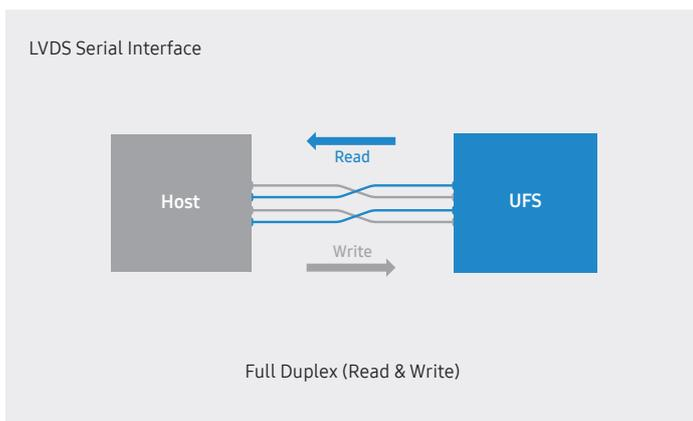 LVDS Serial Interface
Read
Host
UFS
Write
Full Duplex (Read & Write)